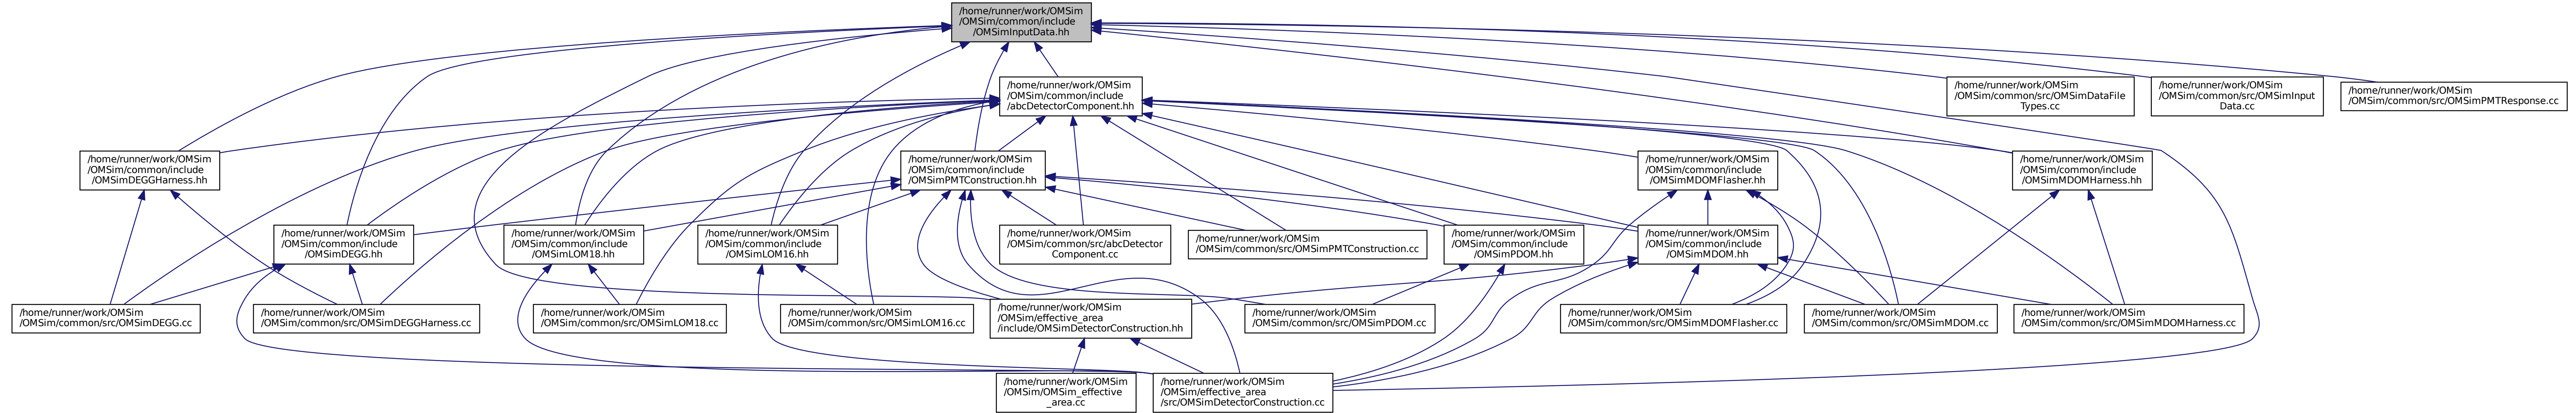 /home/runner/work/OMSim
/OMSim/common/include
/OMSimInputData.hh
/home/runner/work/OMSim
/OMSim/common/include
/abcDetectorComponent.hh
/home/runner/work/OMSim
/OMSim/common/src/OMSimDataFile
Types.cc
/home/runner/work/OMSim
/OMSim/common/src/OMSimInput
Data.cc
/home/runner/work/OMSim
/OMSim/common/src/OMSimPMTResponse.cc
/home/runner/work/OMSim
/OMSim/common/include
/OMSimDEGGHarness.hh
/home/runner/work/OMSim
/OMSim/common/include
/OMSimPMTConstruction.hh
/home/runner/work/OMSim
/OMSim/common/include
/OMSimMDOMFlasher.hh
/home/runner/work/OMSim
/OMSim/common/include
/OMSimMDOMHarness.hh
/home/runner/work/OMSim
/OMSim/common/include
/OMSimDEGG.hh
/home/runner/work/OMSim
/OMSim/common/include
/OMSimLOM18.hh
/home/runner/work/OMSim
/OMSim/common/include
/OMSimLOM16.hh
/home/runner/work/OMSim
/OMSim/common/src/abcDetector
Component.cc
/home/runner/work/OMSim
/OMSim/common/src/OMSimPMTConstruction.cc
/home/runner/work/OMSim
/OMSim/common/include
/OMSimPDOM.hh
/home/runner/work/OMSim
/OMSim/common/include
/OMSimMDOM.hh
/home/runner/work/OMSim
/OMSim/common/src/OMSimDEGG.cc
/home/runner/work/OMSim
/OMSim/common/src/OMSimDEGGHarness.cc
/home/runner/work/OMSim
/OMSim/common/src/OMSimLOM18.cc
/home/runner/work/OMSim
/OMSim/common/src/OMSimLOM16.cc
/home/runner/work/OMSim
/OMSim/effective_area
/include/OMSimDetectorConstruction.hh
/home/runner/work/OMSim
/OMSim/common/src/OMSimPDOM.cc
/home/runner/work/OMSim
/OMSim/common/src/OMSimMDOMFlasher.cc
/home/runner/work/OMSim
/OMSim/common/src/OMSimMDOM.cc
/home/runner/work/OMSim
/OMSim/common/src/OMSimMDOMHarness.cc
/home/runner/work/OMSim
/OMSim/OMSim_effective
_area.cc
/home/runner/work/OMSim
/OMSim/effective_area
/src/OMSimDetectorConstruction.cc